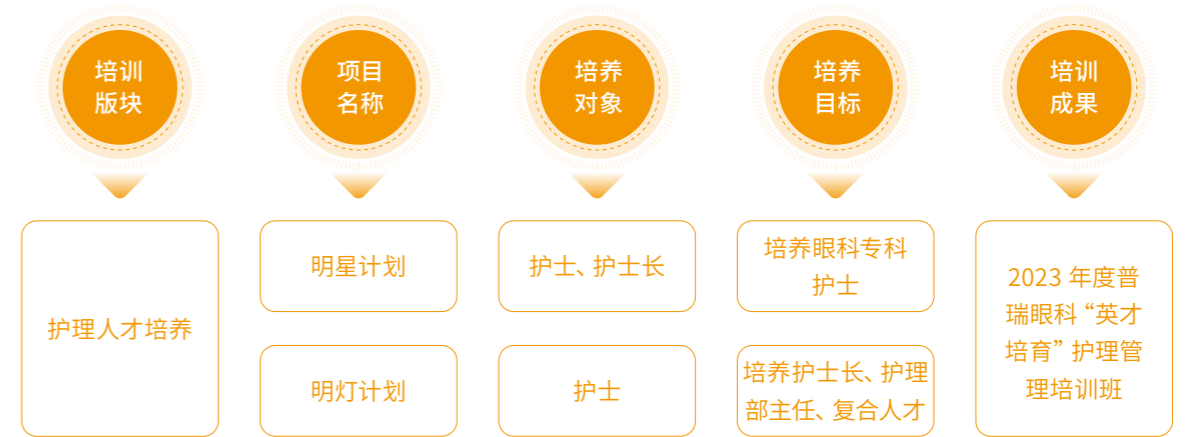 培训
版块
项目
名称
培养
对象
培养
目标
培训
成果
护理人才培养
明星计划
护士、护士长
培养眼科专科
护士
明灯计划
护士
培养护士长、护理
部主任、复合人才
2023 年度普
瑞眼科 “英才
培育” 护理管
理培训班